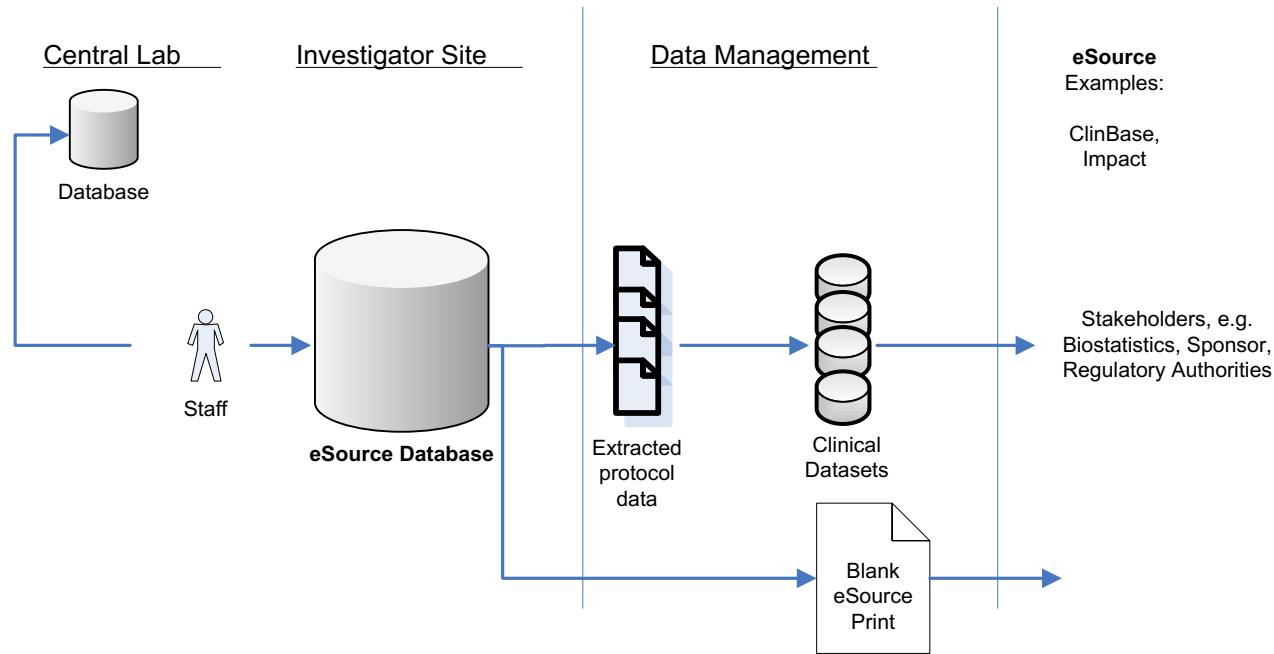 Central Lab
Investigator Site
Data Management
eSource
Examples:
ClinBase,
Impact
Database
Staff
eSource Database
Extracted
protocol
data
Clinical
Datasets
Stakeholders, e.g.
Biostatistics, Sponsor,
Regulatory Authorities
Blank
eSource
Print